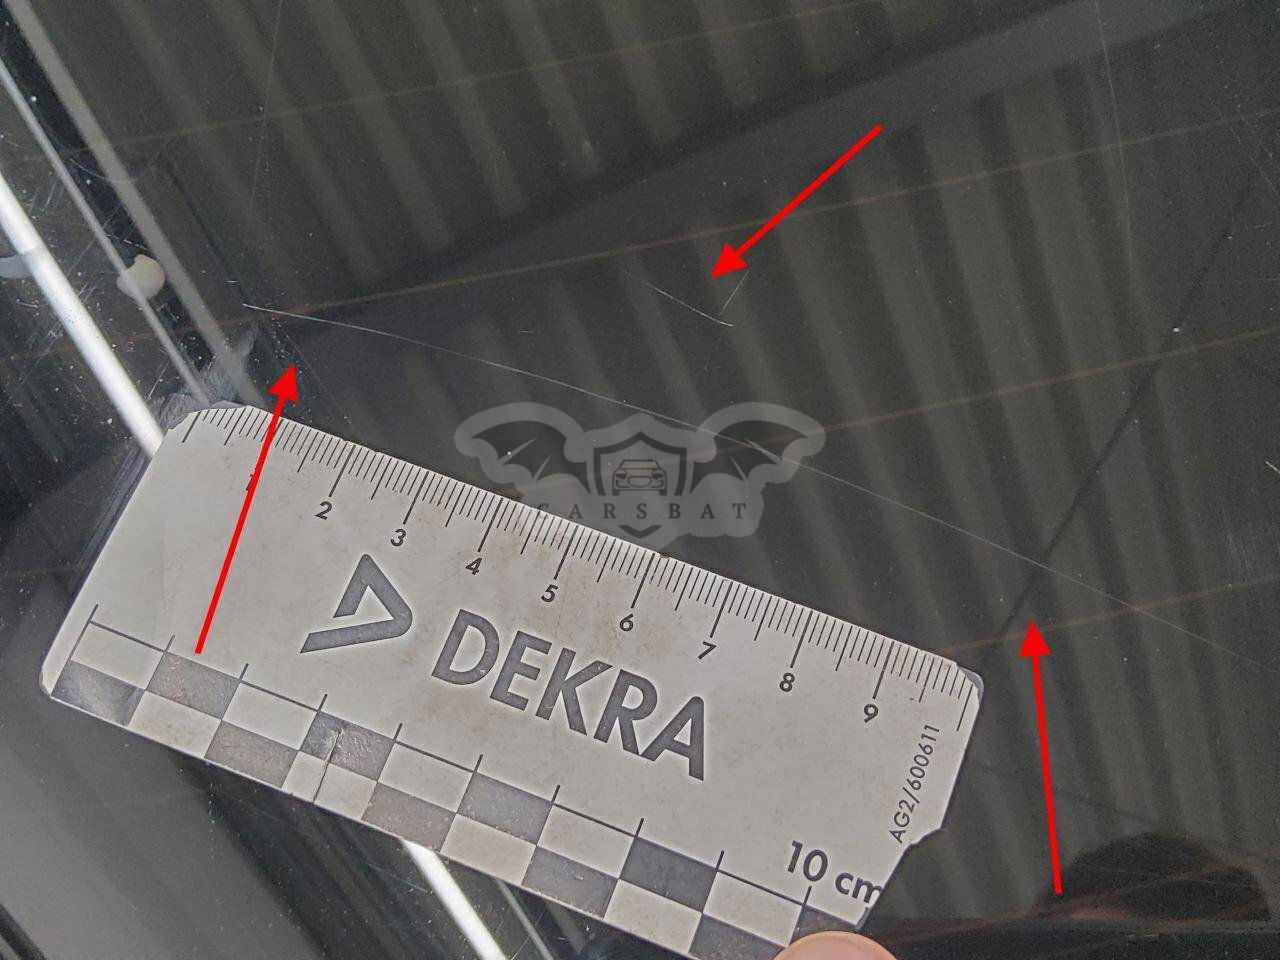 CARSBAT
1 2 3 4 5 6 7 8 9
DEKRA
AG2/600611
10 cm